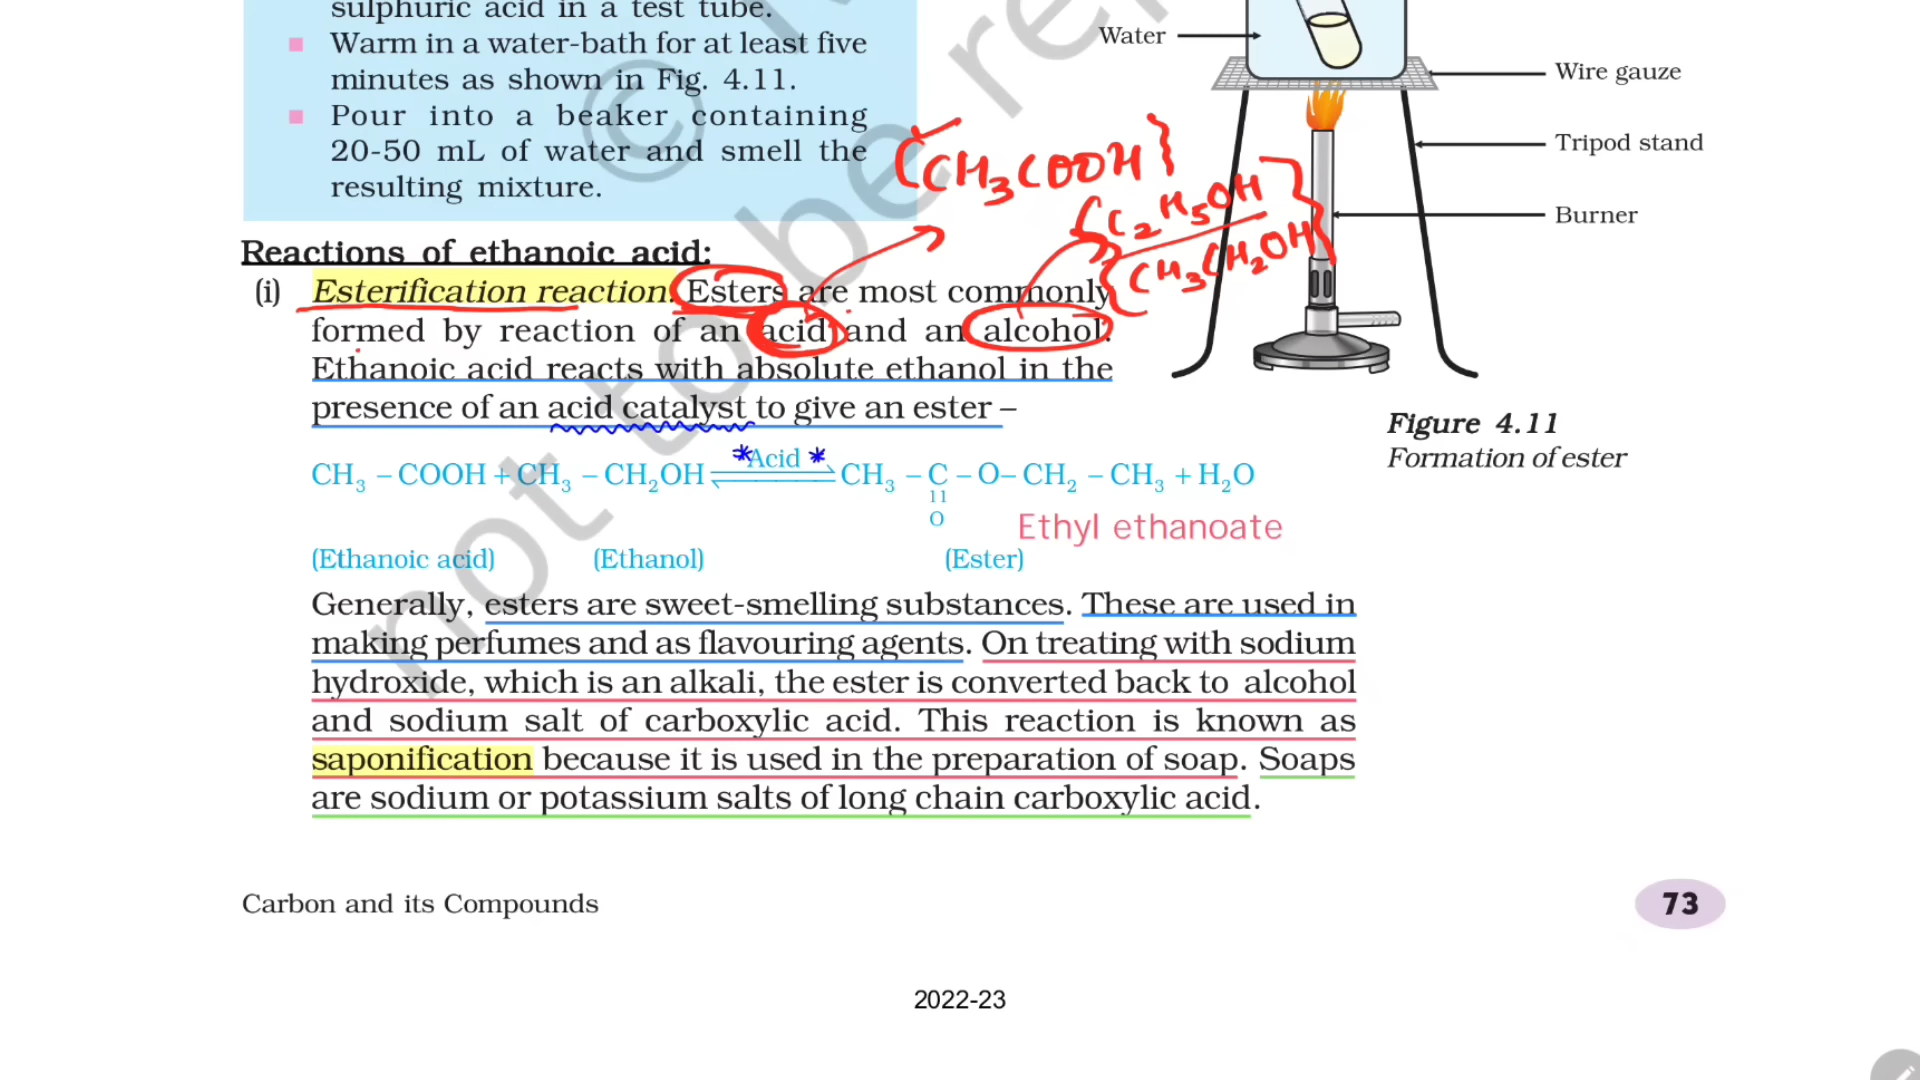 sulphuric acid in a test tube.
Warm in a water-bath for at least five
minutes as shown in Fig. 4.11.
Pour into a beaker containing
20-50 mL of water and smell the
resulting mixture.
Water
Wire gauze
Tripod stand
Burner
{CH₃COOH}
{C₂H₅OH}
{CH₃CH₂OH}
Figure 4.11
Formation of ester
Reactions of ethanoic acid:
(i) Esterification reaction: Esters are most commonly
formed by reaction of an acid and an alcohol.
Ethanoic acid reacts with absolute ethanol in the
presence of an acid catalyst to give an ester –
*Acid *
CH₃ – COOH + CH₃ – CH₂OH ⇌ CH₃ – C – O – CH₂ – CH₃ + H₂O
O
Ethyl ethanoate
(Ethanoic acid) (Ethanol) (Ester)
Generally, esters are sweet-smelling substances. These are used in
making perfumes and as flavouring agents. On treating with sodium
hydroxide, which is an alkali, the ester is converted back to alcohol
and sodium salt of carboxylic acid. This reaction is known as
saponification because it is used in the preparation of soap. Soaps
are sodium or potassium salts of long chain carboxylic acid.
Carbon and its Compounds
73
2022-23
© 
not to be re